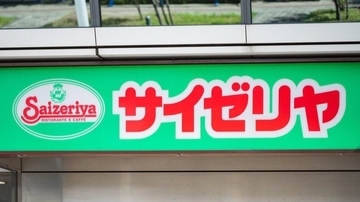 Saizeriya
RISTORANTE E CAFFÈ
サイゼリヤ